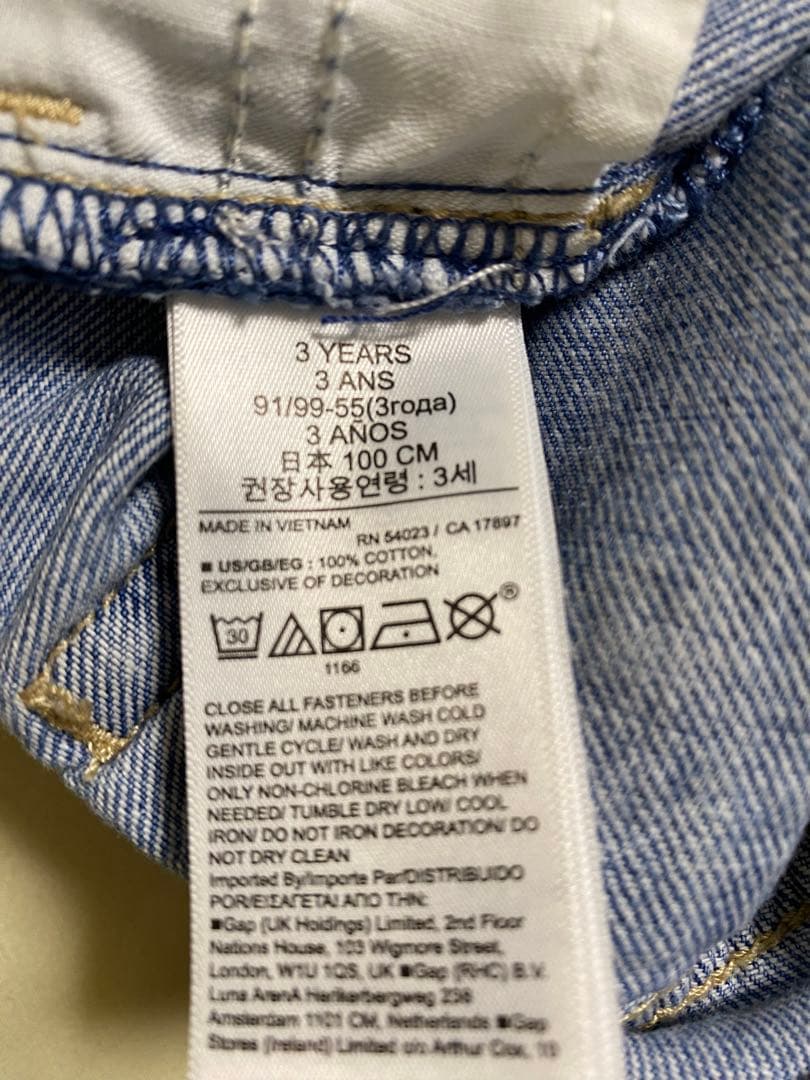 3 YEARS
3 ANS
91/99-55(3года)
3 AÑOS
日本 100 CM
권장사용연령 : 3세
MADE IN VIETNAM
RN 54023 / CA 17897
■ US/GB/EG : 100% COTTON,
EXCLUSIVE OF DECORATION
30
®
1166
CLOSE ALL FASTENERS BEFORE
WASHING/ MACHINE WASH COLD
GENTLE CYCLE/ WASH AND DRY
INSIDE OUT WITH LIKE COLORS/
ONLY NON-CHLORINE BLEACH WHEN
NEEDED/ TUMBLE DRY LOW/ COOL
IRON/ DO NOT IRON DECORATION/ DO
NOT DRY CLEAN
Imported By/Importe Par/DISTRIBUIDO
POR/ΕΙΣΑΓΕΤΑΙ ΑΠΟ ΤΗΝ:
■Gap (UK Holdings) Limited, 2nd Floor
Nations House, 103 Wigmore Street,
London, W1U 1QS, UK ■Gap (RHC) B.V.
Luna ArenA Herikerbergweg 238
Amsterdam 1101 CM, Netherlands ■Gap
Stores (Ireland) Limited c/o Arthur Cox, 10